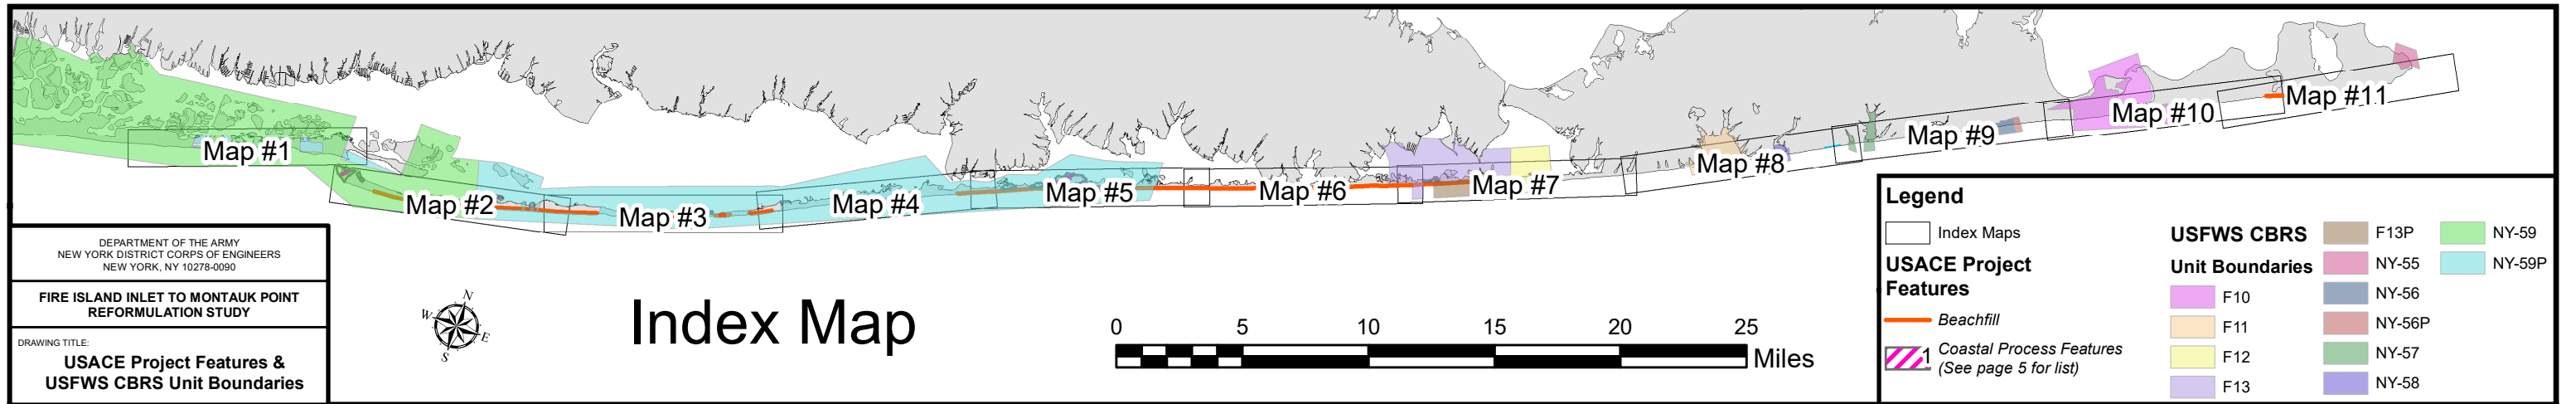 Map #1
Map #2
Map #3
Map #4
Map #5
Map #6
Map #7
Map #8
Map #9
Map #10
Map #11
DEPARTMENT OF THE ARMY
NEW YORK DISTRICT CORPS OF ENGINEERS
NEW YORK, NY 10278-0090
FIRE ISLAND INLET TO MONTAUK POINT
REFORMULATION STUDY
DRAWING TITLE:
USACE Project Features &
USFWS CBRS Unit Boundaries
N
W
E
S
Index Map
0 5 10 15 20 25
Miles
Legend
Index Maps
USACE Project
Features
Beachfill
1 Coastal Process Features
(See page 5 for list)
USFWS CBRS
Unit Boundaries
F10
F11
F12
F13
F13P
NY-55
NY-56
NY-56P
NY-57
NY-58
NY-59
NY-59P